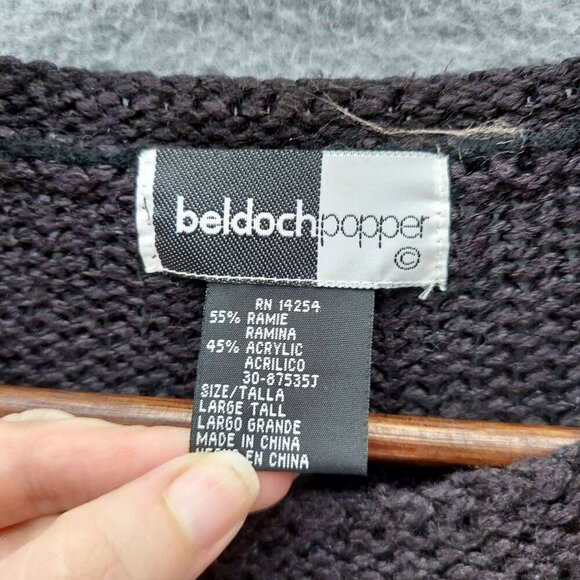 beldochpopper
©
RN 14254
55% RAMIE
RAMINA
45% ACRYLIC
ACRILICO
30-87535J
SIZE/TALLA
LARGE TALL
LARGO GRANDE
MADE IN CHINA
HECHO EN CHINA